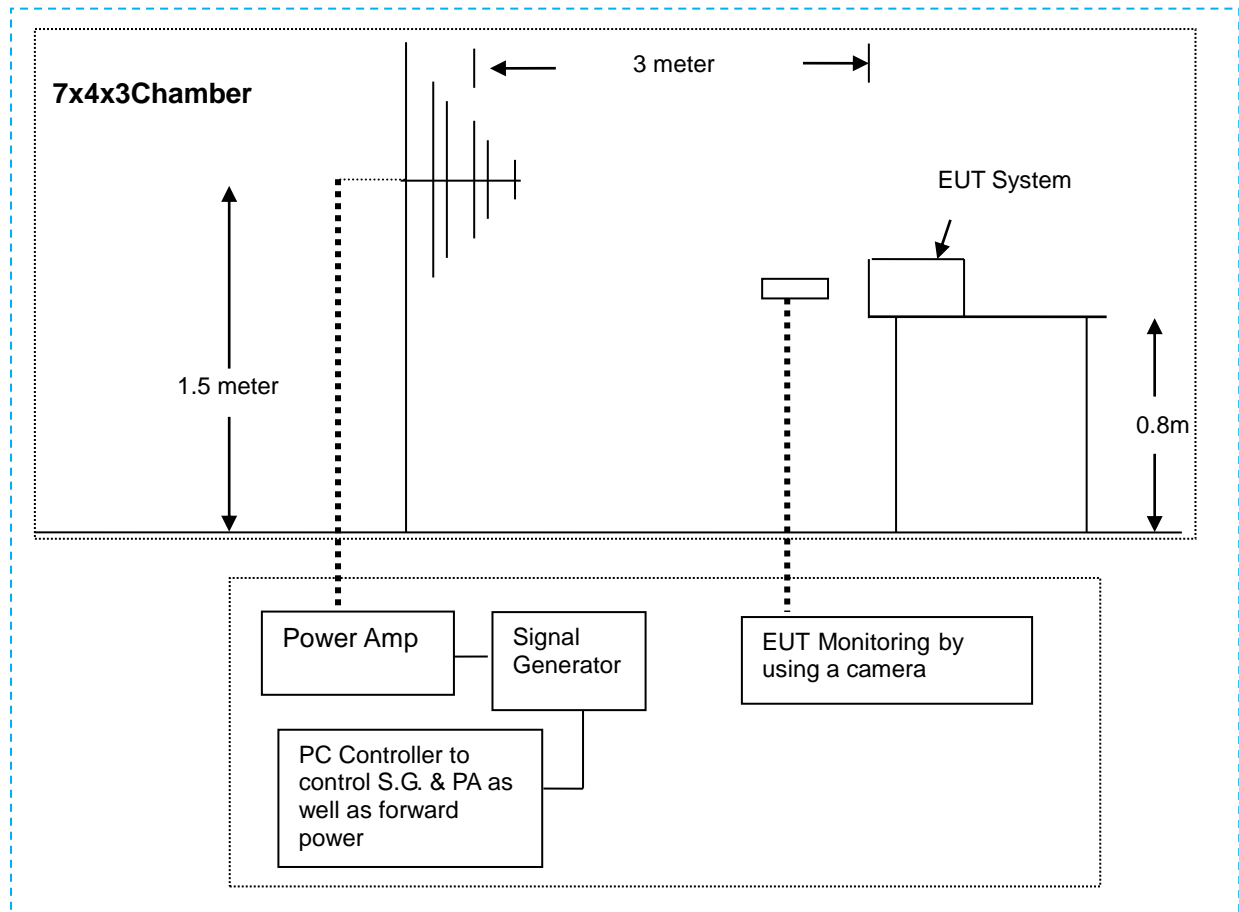 3 meter
7x4x3Chamber
EUT System
1.5 meter
0.8m
Power Amp
Signal
Generator
EUT Monitoring by
using a camera
PC Controller to
control S.G. & PA as
well as forward
power